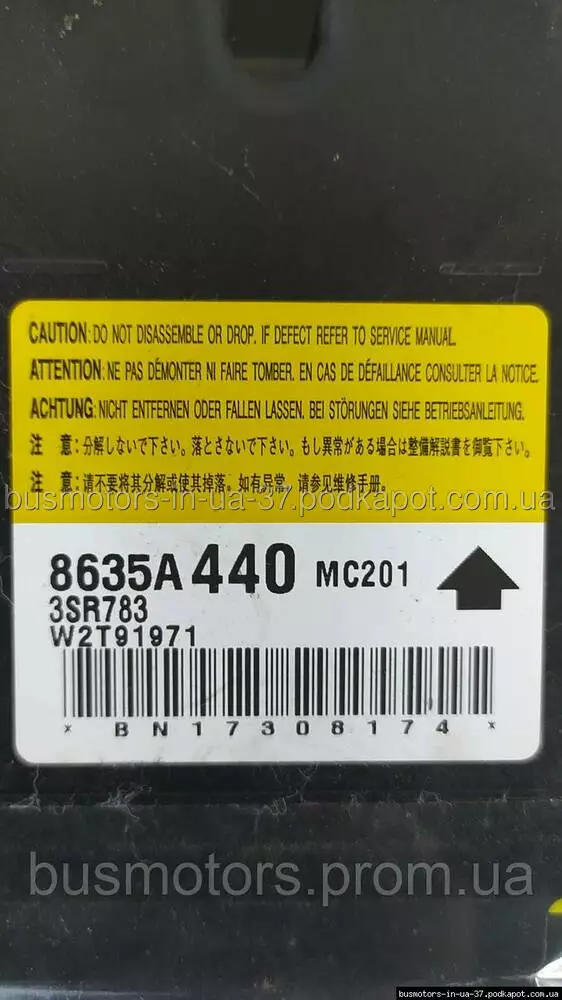 CAUTION: DO NOT DISASSEMBLE OR DROP. IF DEFECT REFER TO SERVICE MANUAL.
ATTENTION: NE PAS DÉMONTER NI FAIRE TOMBER. EN CAS DE DÉFAILLANCE CONSULTER LA NOTICE.
ACHTUNG: NICHT ENTFERNEN ODER FALLEN LASSEN. BEI STÖRUNGEN SIEHE BETRIEBSANLEITUNG.
注 意:分解しないで下さい。落とさないで下さい。もし異常がある場合は整備解説書を御覧下さい。
注 意:请不要将其分解或使其掉落。如有异常,请参见维修手册。
busmotors-in-ua-37.podkapot.com.ua
8635A440 MC201
3SR783
W2T91971
* BN17308174 *
busmotors.prom.ua
busmotors-in-ua-37.podkapot.com.ua